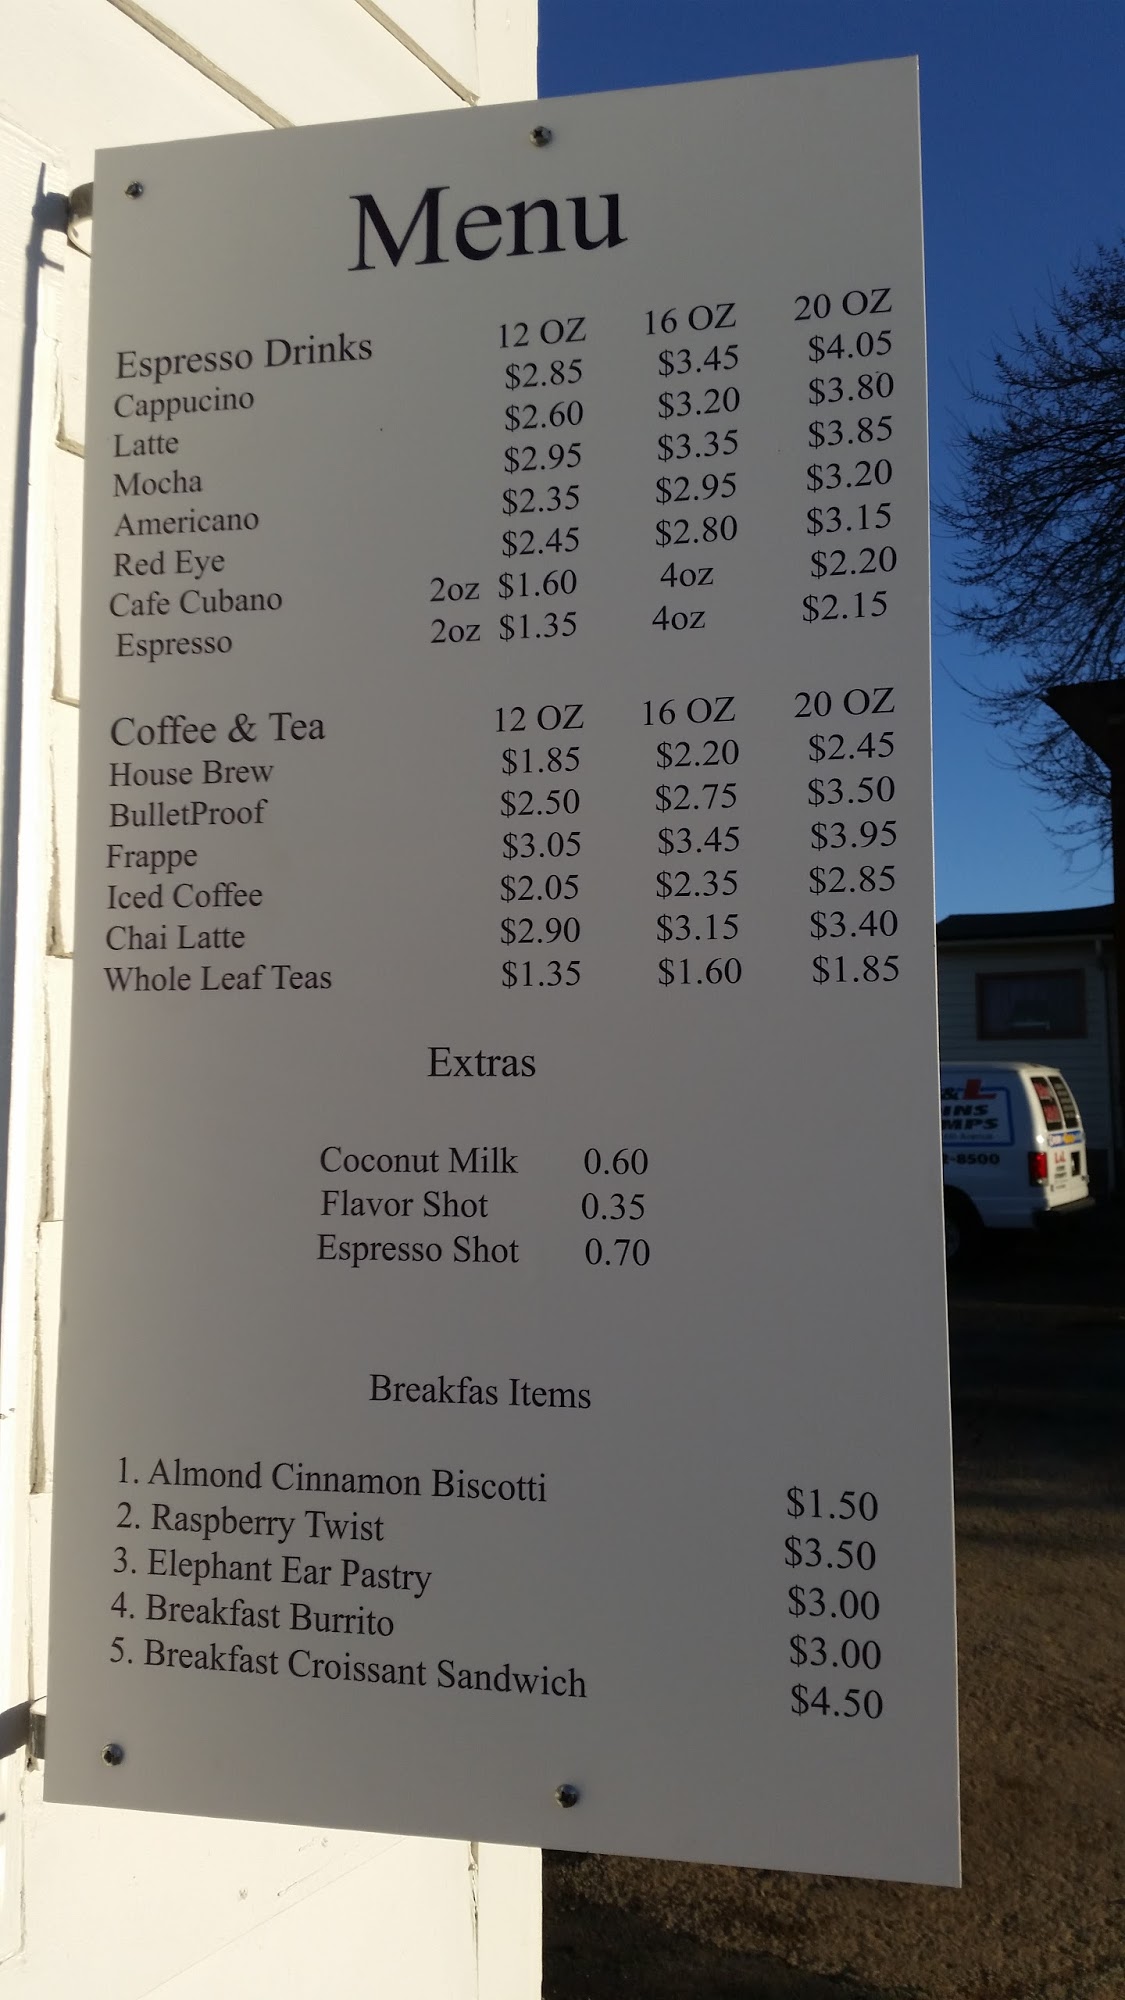 Menu
Espresso Drinks 12 OZ 16 OZ 20 OZ
Cappucino $2.85 $3.45 $4.05
Latte $2.60 $3.20 $3.80
Mocha $2.95 $3.35 $3.85
Americano $2.35 $2.95 $3.20
Red Eye $2.45 $2.80 $3.15
Cafe Cubano 2oz $1.60 4oz $2.20
Espresso 2oz $1.35 4oz $2.15
Coffee & Tea 12 OZ 16 OZ 20 OZ
House Brew $1.85 $2.20 $2.45
BulletProof $2.50 $2.75 $3.50
Frappe $3.05 $3.45 $3.95
Iced Coffee $2.05 $2.35 $2.85
Chai Latte $2.90 $3.15 $3.40
Whole Leaf Teas $1.35 $1.60 $1.85
Extras
Coconut Milk 0.60
Flavor Shot 0.35
Espresso Shot 0.70
Breakfas Items
1. Almond Cinnamon Biscotti $1.50
2. Raspberry Twist $3.50
3. Elephant Ear Pastry $3.00
4. Breakfast Burrito $3.00
5. Breakfast Croissant Sandwich $4.50
&L
INS
MPS
-8500